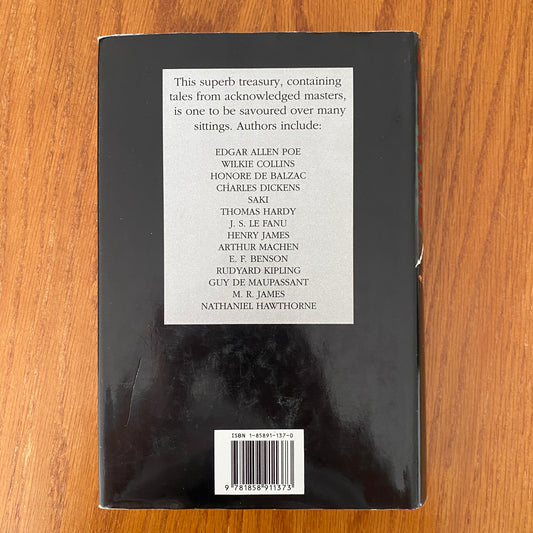 This superb treasury, containing
tales from acknowledged masters,
is one to be savoured over many
sittings. Authors include:
EDGAR ALLEN POE
WILKIE COLLINS
HONORE DE BALZAC
CHARLES DICKENS
SAKI
THOMAS HARDY
J. S. LE FANU
HENRY JAMES
ARTHUR MACHEN
E. F. BENSON
RUDYARD KIPLING
GUY DE MAUPASSANT
M. R. JAMES
NATHANIEL HAWTHORNE
ISBN 1-85891-137-0
9 781858 911373